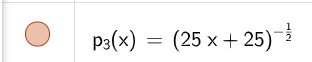 p₃(x) = (25 x + 25)^(-1/2)